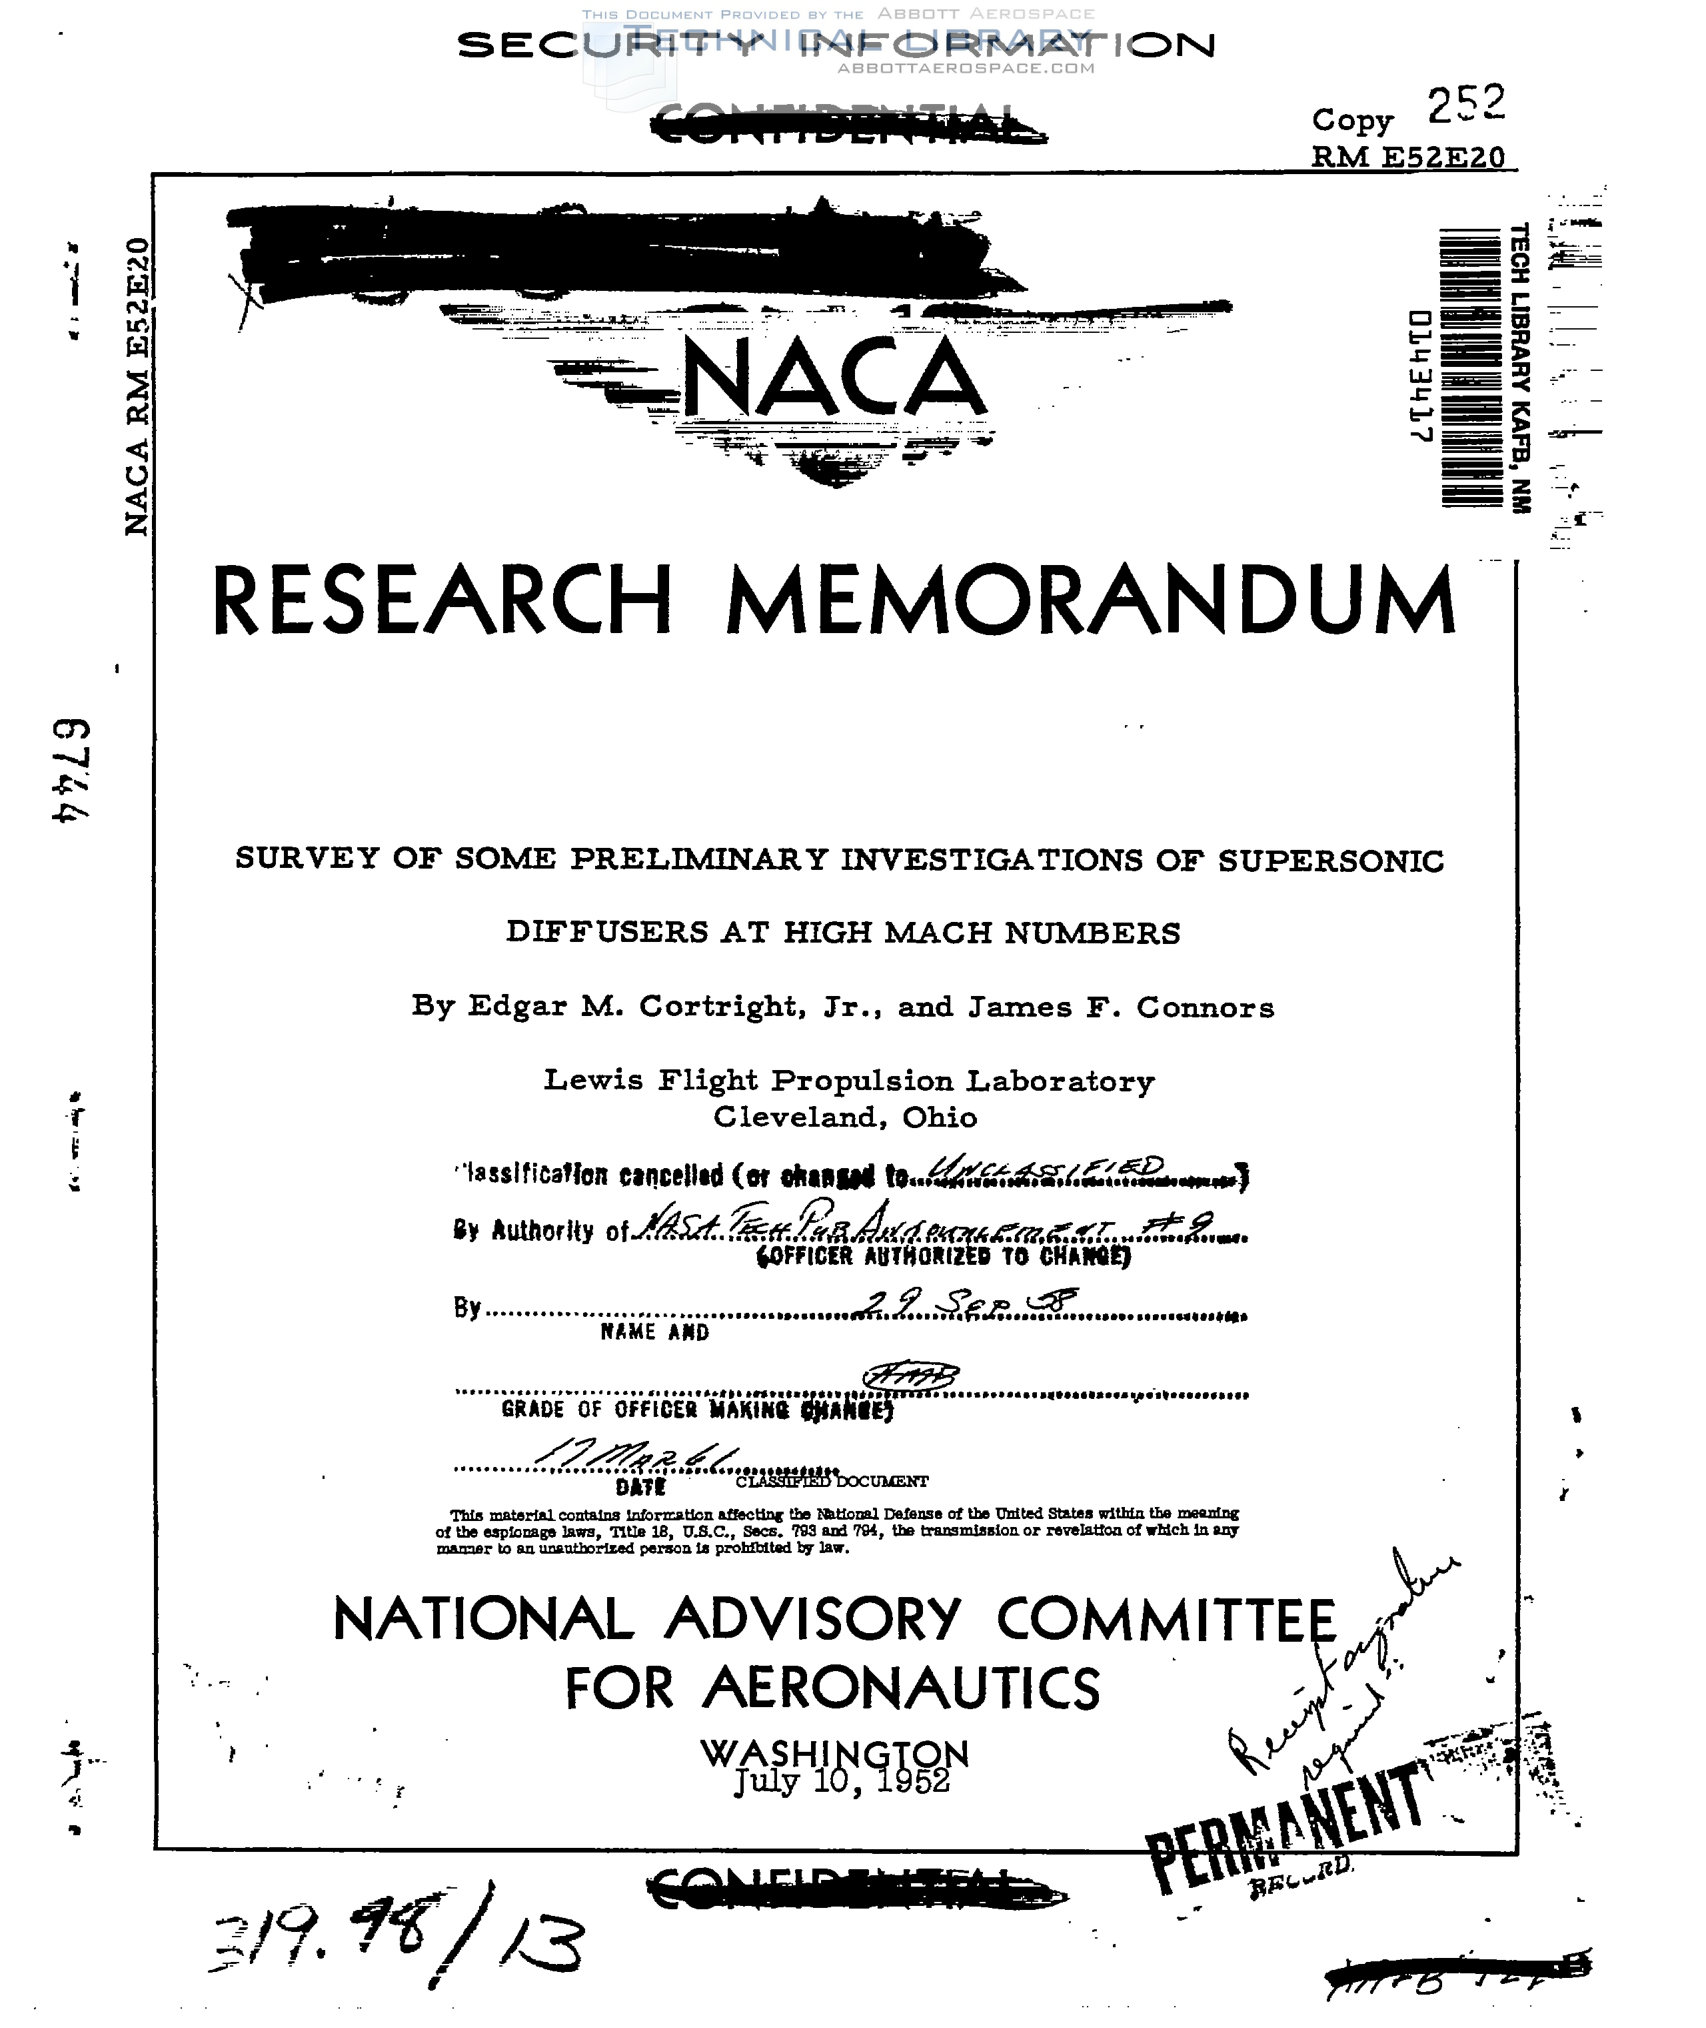 THIS DOCUMENT PROVIDED BY THE ABBOTT AEROSPACE
TECHNICAL LIBRARY
ABBOTTAEROSPACE.COM
SECURITY INFORMATION
CONFIDENTIAL
Copy 252
RM E52E20
NACA RM E52E20
TECH LIBRARY KAFB, NM
0143417
NACA
RESEARCH MEMORANDUM
6744
SURVEY OF SOME PRELIMINARY INVESTIGATIONS OF SUPERSONIC
DIFFUSERS AT HIGH MACH NUMBERS
By Edgar M. Cortright, Jr., and James F. Connors
Lewis Flight Propulsion Laboratory
Cleveland, Ohio
lassification cancelled (or changed to UNCLASSIFIED)
By Authority of NASA TECH PUB ANNOUNCEMENT #9
(OFFICER AUTHORIZED TO CHANGE)
By 29 SEP 58
NAME AND
GRADE OF OFFICER MAKING CHANGE)
17 MAR 61
DATE
CLASSIFIED DOCUMENT
This material contains information affecting the National Defense of the United States within the meaning
of the espionage laws, Title 18, U.S.C., Secs. 793 and 794, the transmission or revelation of which in any
manner to an unauthorized person is prohibited by law.
NATIONAL ADVISORY COMMITTEE
FOR AERONAUTICS
WASHINGTON
July 10, 1952
Receipt signature
required
PERMANENT
RECORD
CONFIDENTIAL
319.98/13